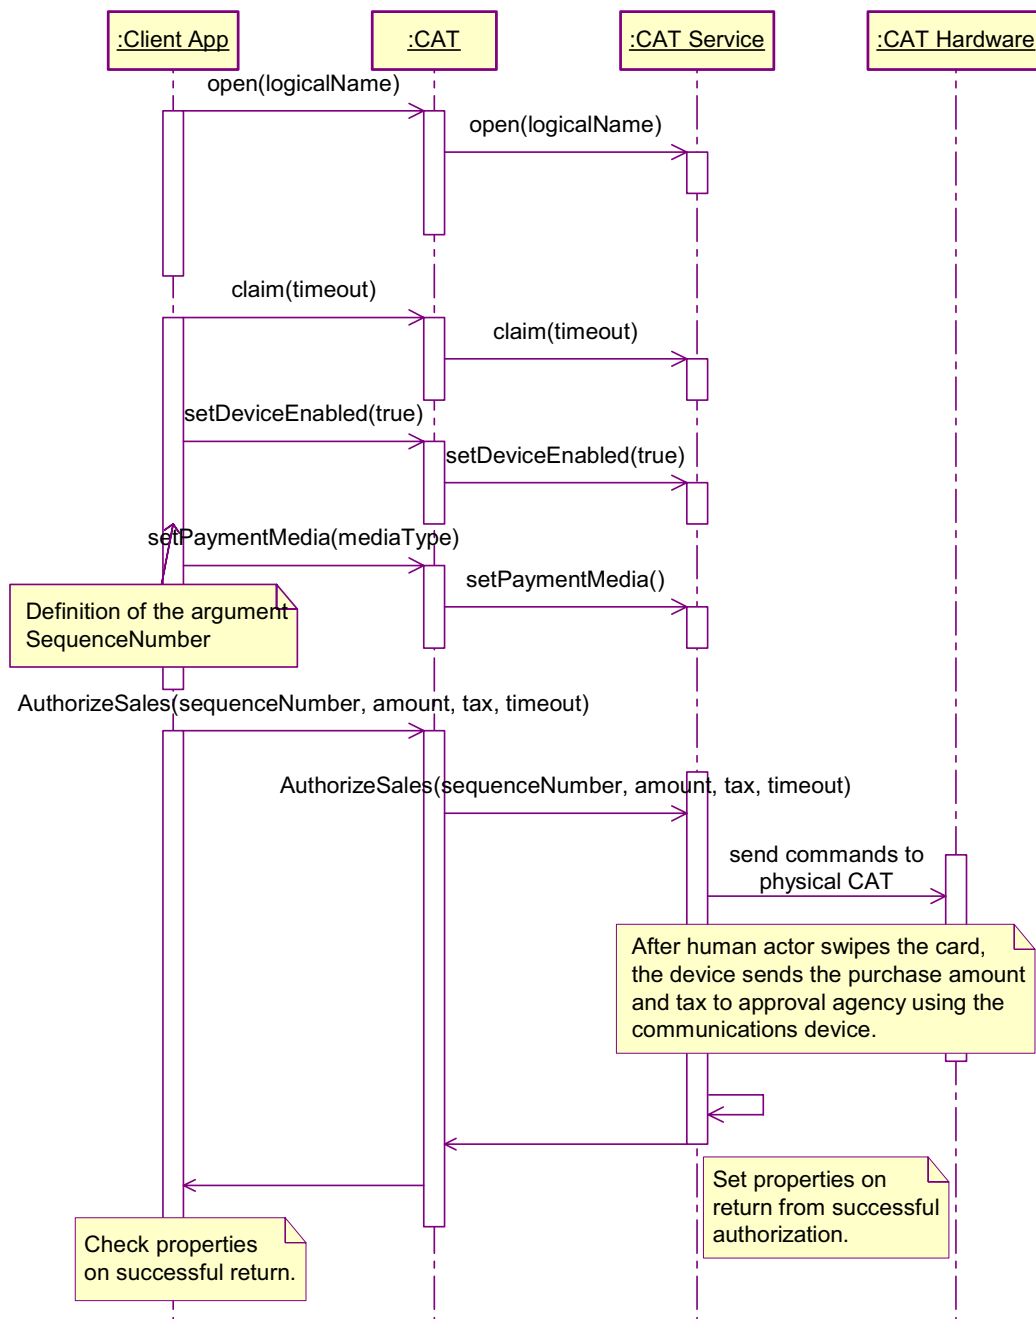 :Client App
:CAT
:CAT Service
:CAT Hardware
open(logicalName)
open(logicalName)
claim(timeout)
claim(timeout)
setDeviceEnabled(true)
setDeviceEnabled(true)
setPaymentMedia(mediaType)
setPaymentMedia()
Definition of the argument
SequenceNumber
AuthorizeSales(sequenceNumber, amount, tax, timeout)
AuthorizeSales(sequenceNumber, amount, tax, timeout)
send commands to
physical CAT
After human actor swipes the card,
the device sends the purchase amount
and tax to approval agency using the
communications device.
Set properties on
return from successful
authorization.
Check properties
on successful return.